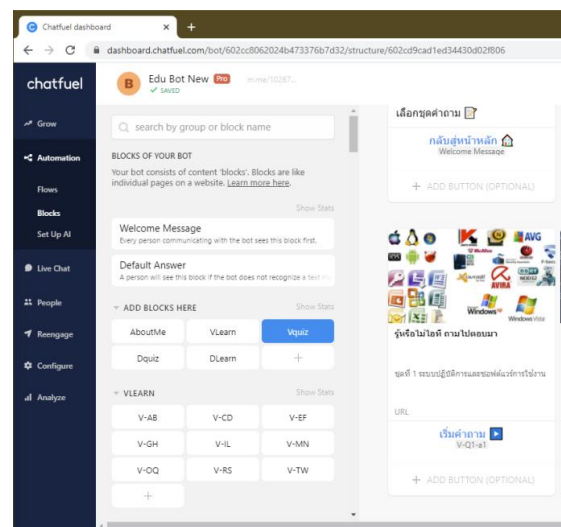 Chatfuel dashboard
dashboard.chatfuel.com/bot/602cc8062024b473376b7d32/structure/602cd9cad1ed34430d02f806
chatfuel
B
Edu Bot New Pro
SAVED
Grow
Automation
Flows
Blocks
Set Up AI
Live Chat
People
Reengage
Configure
Analyze
search by group or block name
BLOCKS OF YOUR BOT
Your bot consists of content 'blocks'. Blocks are like
individual pages on a website. Learn more here.
Show Stats
Welcome Message
Every person communicating with the bot sees this block first.
Default Answer
A person will see this block if the bot does not recognize a text
ADD BLOCKS HERE Show Stats
AboutMe VLearn Vquiz
Dquiz DLearn +
VLEARN Show Stats
V-AB V-CD V-EF
V-GH V-IL V-MN
V-OQ V-RS V-TW
+
เลือกชุดคำถาม
กลับสู่หน้าหลัก
Welcome Message
+ ADD BUTTON (OPTIONAL)
AVG
AVIRA
Windows
Windows Vista
รู้หรือไม่ไอที ถามไปตอบมา
ชุดที่ 1 ระบบปฏิบัติการและซอฟต์แวร์การใช้งาน
URL
เริ่มคำถาม
V-Q1-a1
+ ADD BUTTON (OPTIONAL)